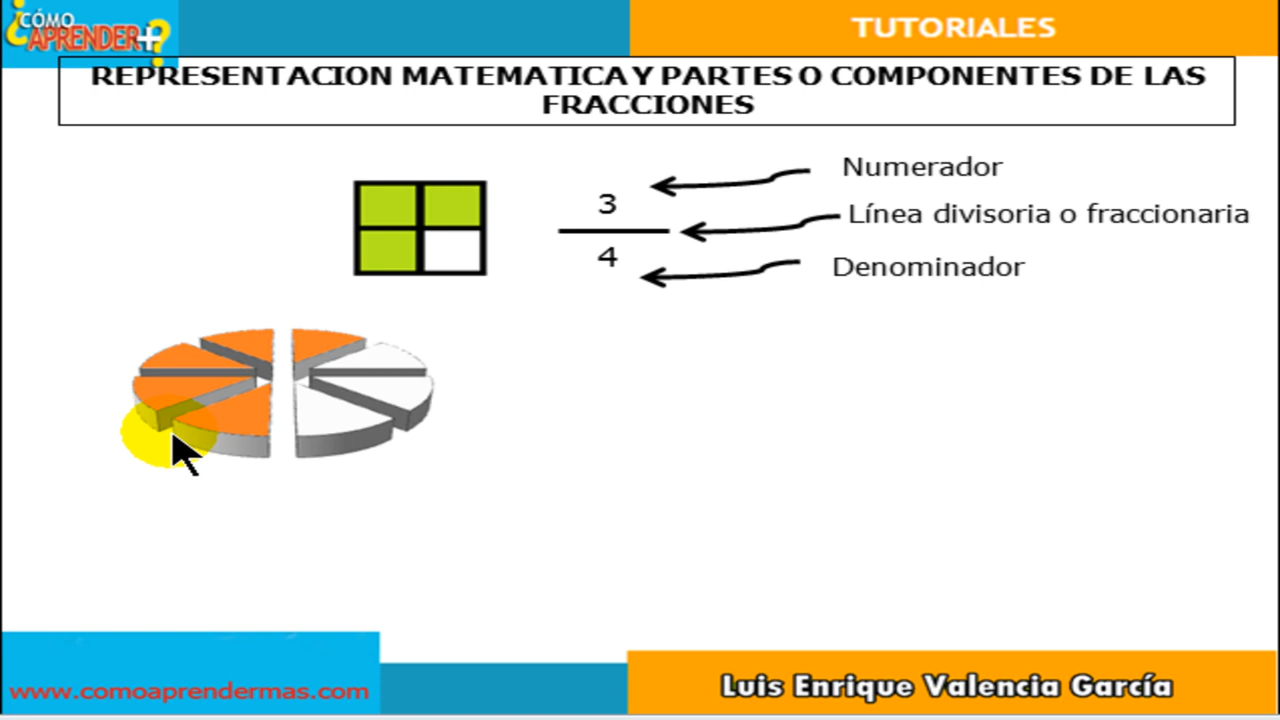 ¿CÓMO
APRENDER+?
TUTORIALES
REPRESENTACION MATEMATICA Y PARTES O COMPONENTES DE LAS
FRACCIONES
Numerador
3
Línea divisoria o fraccionaria
4
Denominador
www.comoaprendermas.com
Luis Enrique Valencia García